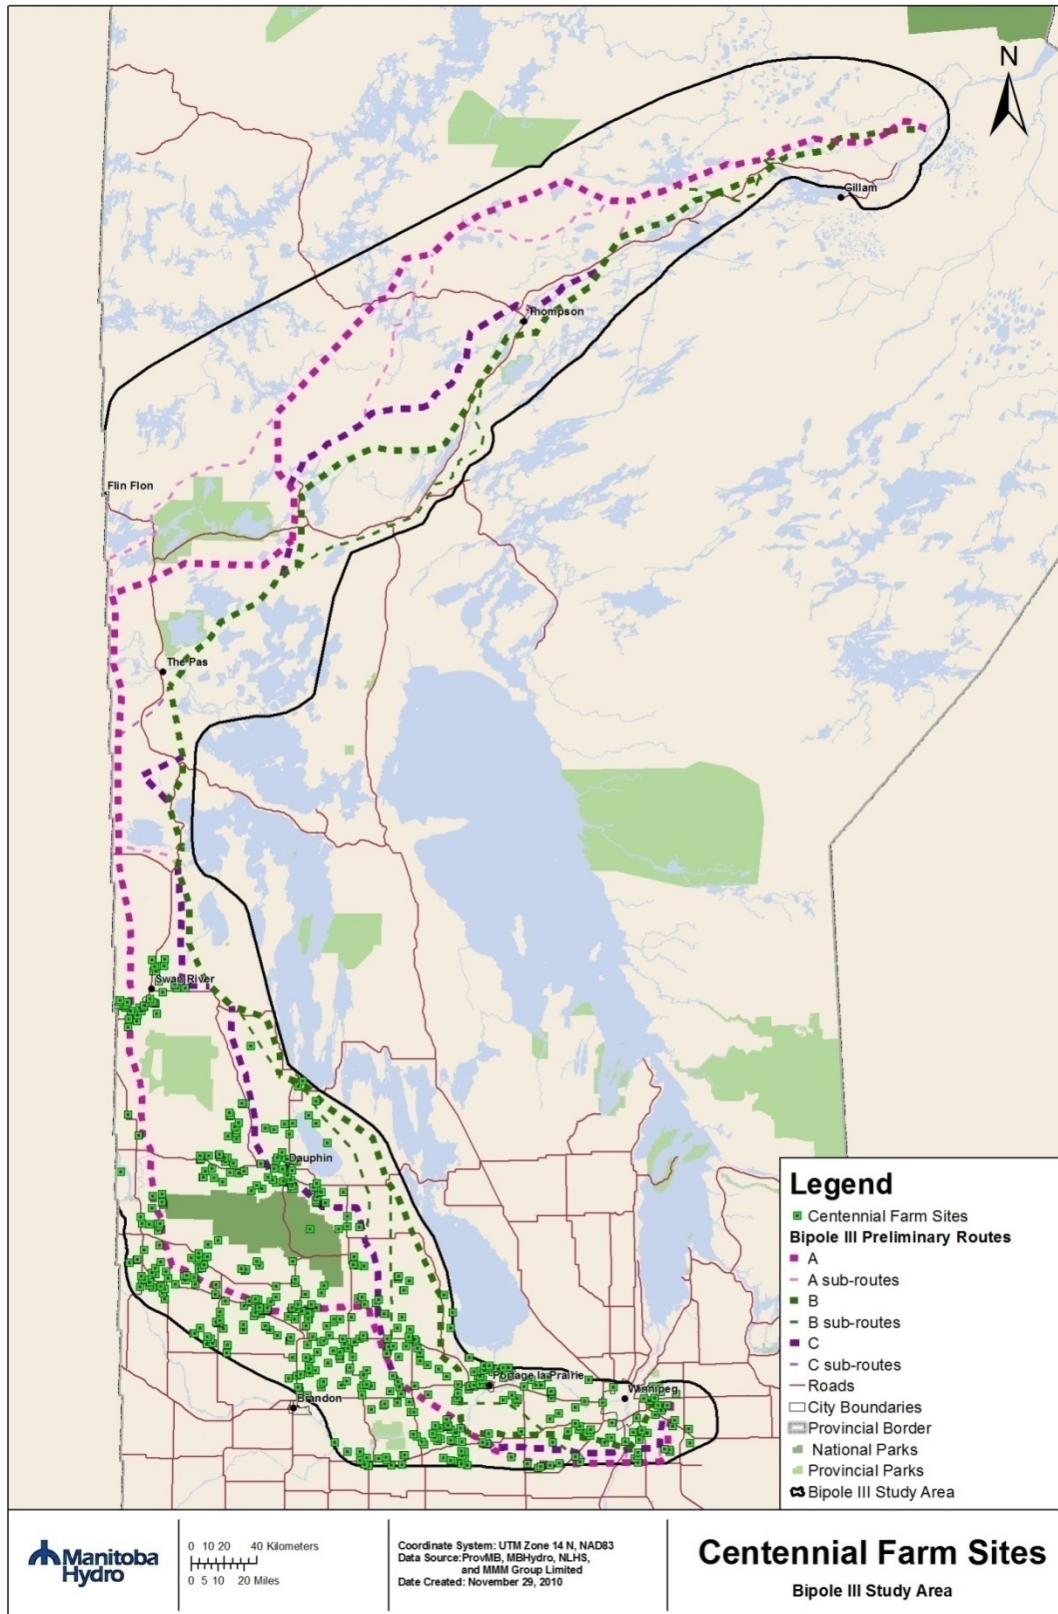 N
Gillam
Thompson
Flin Flon
The Pas
Swan River
Dauphin
Portage la Prairie
Winnipeg
Brandon
Legend
Centennial Farm Sites
Bipole III Preliminary Routes
A
A sub-routes
B
B sub-routes
C
C sub-routes
Roads
City Boundaries
Provincial Border
National Parks
Provincial Parks
Bipole III Study Area
Manitoba
Hydro
0 10 20 40 Kilometers
0 5 10 20 Miles
Coordinate System: UTM Zone 14 N, NAD83
Data Source:ProvMB, MBHydro, NLHS,
and MMM Group Limited
Date Created: November 29, 2010
Centennial Farm Sites
Bipole III Study Area